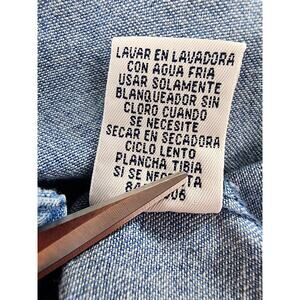 LAVAR EN LAVADORA
CON AGUA FRIA
USAR SOLAMENTE
BLANQUEADOR SIN
CLORO CUANDO
SE NECESITE
SECAR EN SECADORA
CICLO LENTO
PLANCHA TIBIA
SI SE